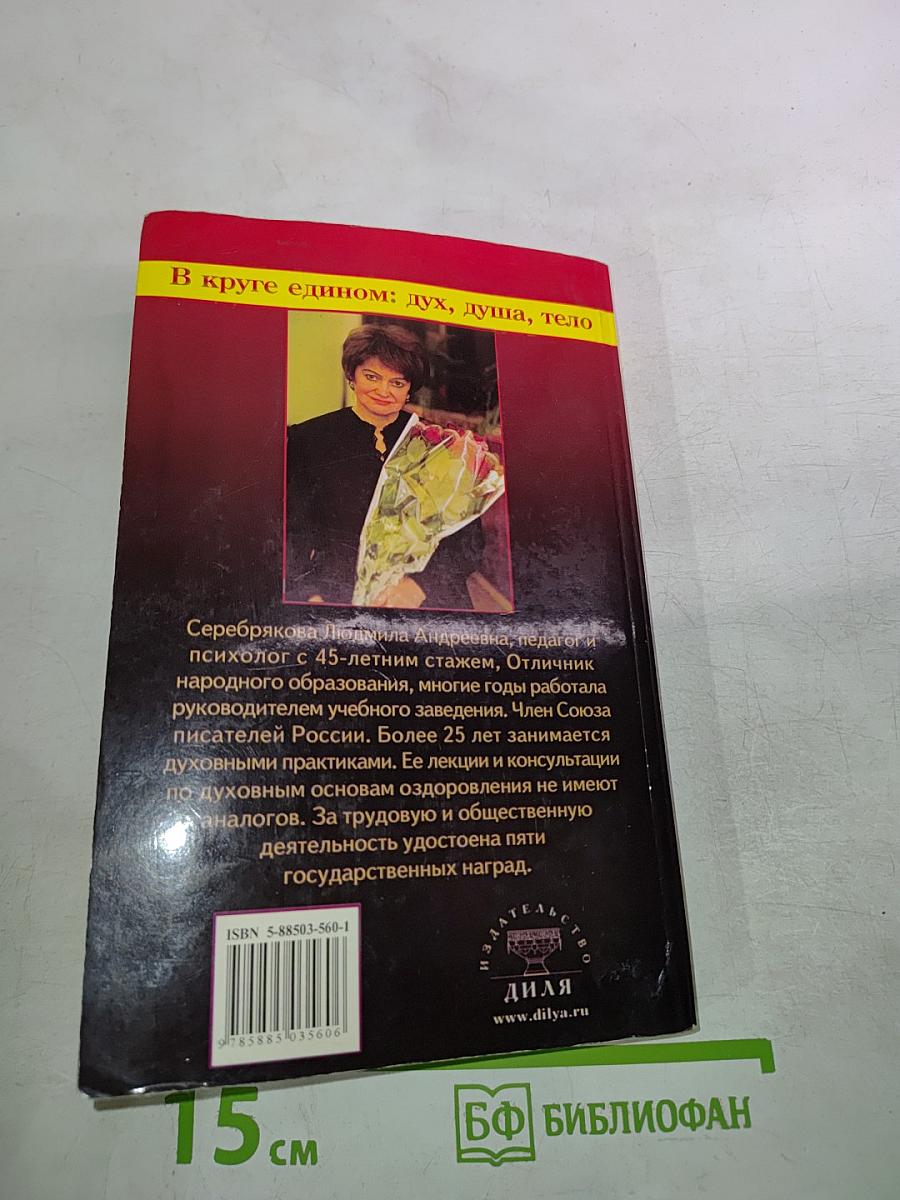 В круге едином: дух, душа, тело
Серебрякова Людмила Андреевна, педагог и
психолог с 45-летним стажем, Отличник
народного образования, многие годы работала
руководителем учебного заведения. Член Союза
писателей России. Более 25 лет занимается
духовными практиками. Ее лекции и консультации
по духовным основам оздоровления не имеют
аналогов. За трудовую и общественную
деятельность удостоена пяти
государственных наград.
ISBN 5-88503-560-1
9 785885 035606
ИЗДАТЕЛЬСТВО
ДИЛЯ
www.dilya.ru
15 см
БФ БИБЛИОФАН